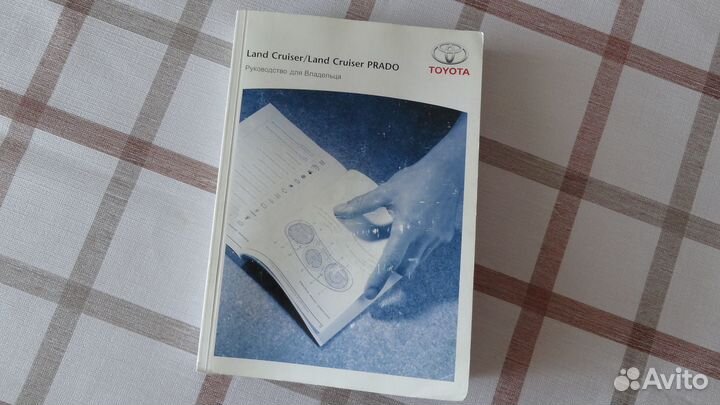 Land Cruiser/Land Cruiser PRADO
Руководство для Владельца
TOYOTA
Avito